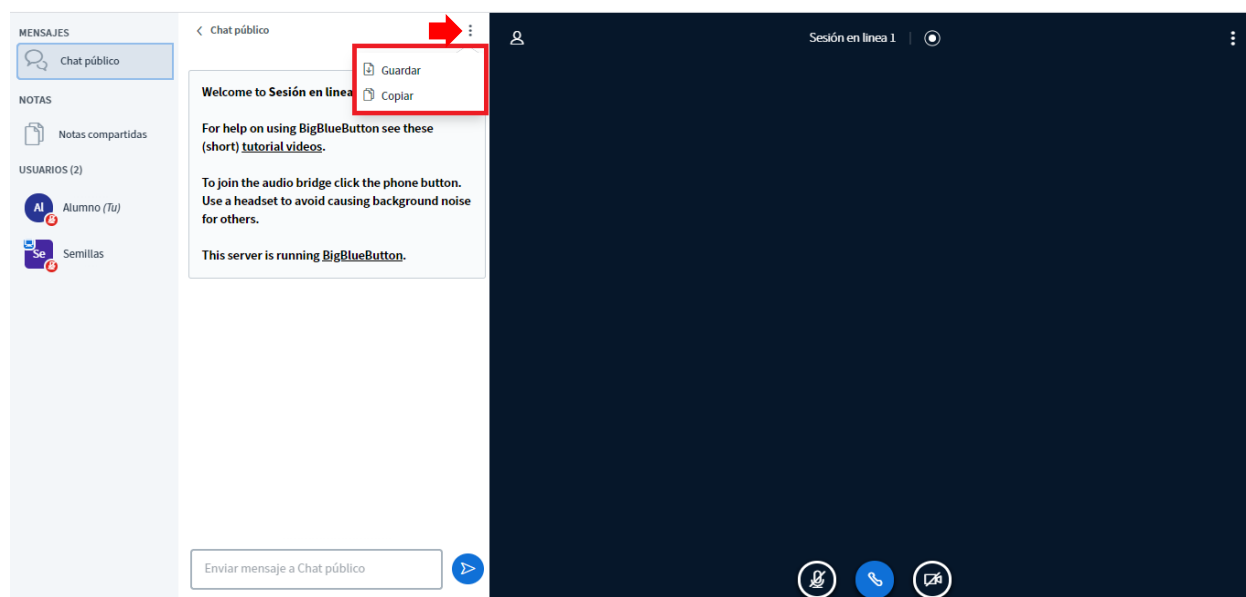 MENSAJES
Chat público
NOTAS
Notas compartidas
USUARIOS (2)
Al
Alumno (Tu)
Se
Semillas
Chat público
Guardar
Copiar
Welcome to Sesión en linea
For help on using BigBlueButton see these
(short) tutorial videos.
To join the audio bridge click the phone button.
Use a headset to avoid causing background noise
for others.
This server is running BigBlueButton.
Enviar mensaje a Chat público
Sesión en linea 1